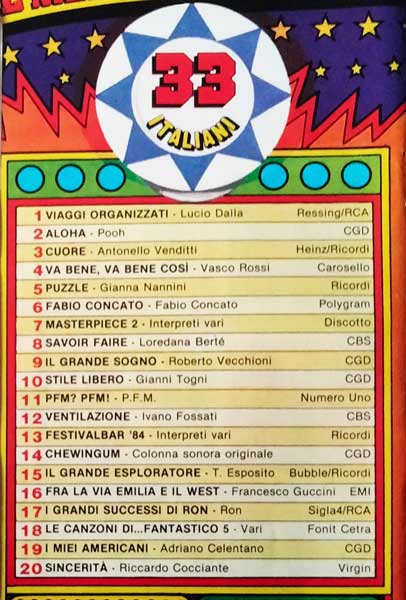 33
ITALIANI
1 VIAGGI ORGANIZZATI - Lucio Dalla Ressing/RCA
2 ALOHA - Pooh CGD
3 CUORE - Antonello Venditti Heinz/Ricordi
4 VA BENE, VA BENE COSÌ - Vasco Rossi Carosello
5 PUZZLE - Gianna Nannini Ricordi
6 FABIO CONCATO - Fabio Concato Polygram
7 MASTERPIECE 2 - Interpreti vari Discotto
8 SAVOIR FAIRE - Loredana Berté CBS
9 IL GRANDE SOGNO - Roberto Vecchioni CGD
10 STILE LIBERO - Gianni Togni CGD
11 PFM? PFM! - P.F.M. Numero Uno
12 VENTILAZIONE - Ivano Fossati CBS
13 FESTIVALBAR '84 - Interpreti vari Ricordi
14 CHEWINGUM - Colonna sonora originale CGD
15 IL GRANDE ESPLORATORE - T. Esposito Bubble/Ricordi
16 FRA LA VIA EMILIA E IL WEST - Francesco Guccini EMI
17 I GRANDI SUCCESSI DI RON - Ron Sigla4/RCA
18 LE CANZONI DI...FANTASTICO 5 - Vari Fonit Cetra
19 I MIEI AMERICANI - Adriano Celentano CGD
20 SINCERITÀ - Riccardo Cocciante Virgin